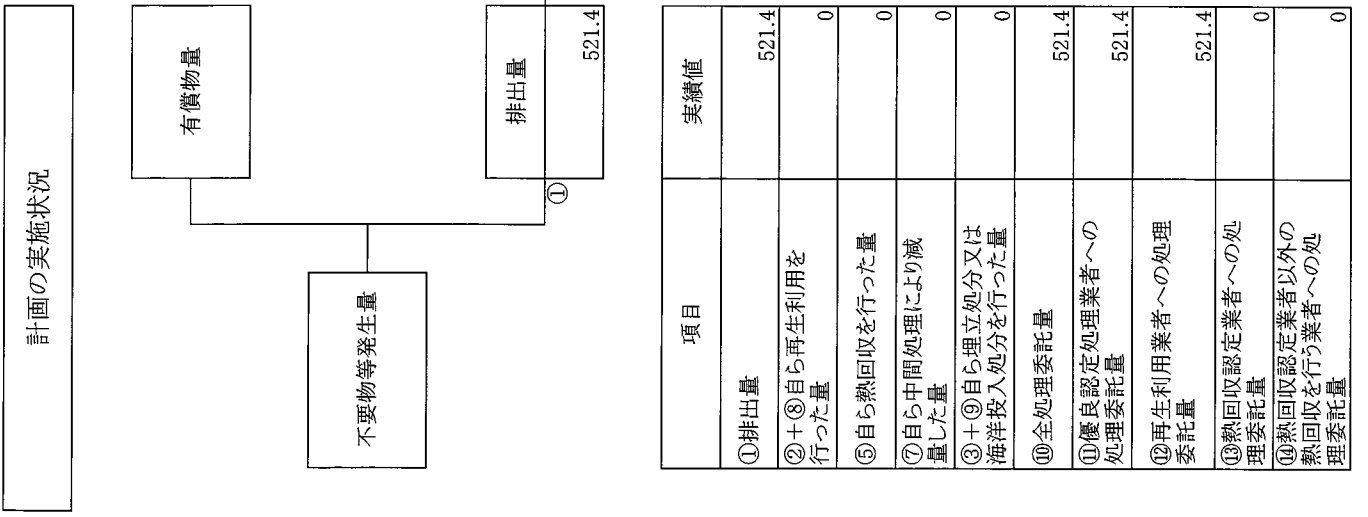 計画の実施状況
不要物等発生量
有償物量
①
排出量
521.4
項目
実績値
①排出量
521.4
②+⑧自ら再生利用を
行った量
0
⑤自ら熱回収を行った量
0
⑦自ら中間処理により減
量した量
0
③+⑨自ら埋立処分又は
海洋投入処分を行った量
0
⑩全処理委託量
521.4
⑪優良認定処理業者への
処理委託量
521.4
⑫再生利用業者への処理
委託量
521.4
⑬熱回収認定業者への処
理委託量
0
⑭熱回収認定業者以外の
熱回収を行う業者への処
理委託量
0